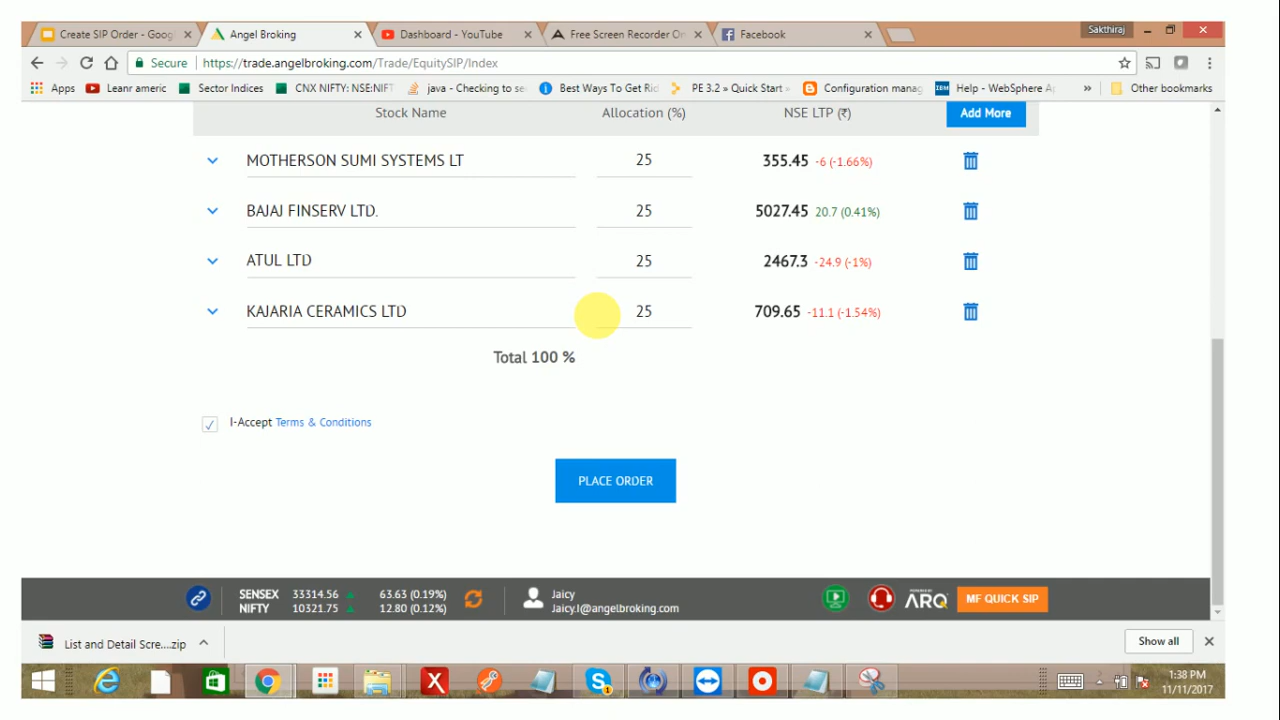 Create SIP Order - Goog
Angel Broking
Dashboard - YouTube
Free Screen Recorder On
Facebook
Sakthiraj
Secure
https://trade.angelbroking.com/Trade/EquitySIP/Index
Apps
Leanr americ
Sector Indices
CNX NIFTY: NSE:NIFT
java - Checking to se
Best Ways To Get Rid
PE 3.2 » Quick Start »
Configuration manag
IBM
Help - WebSphere Ap
»
Other bookmarks
Stock Name
Allocation (%)
NSE LTP (₹)
Add More
MOTHERSON SUMI SYSTEMS LT
25
355.45 -6 (-1.66%)
BAJAJ FINSERV LTD.
25
5027.45 20.7 (0.41%)
ATUL LTD
25
2467.3 -24.9 (-1%)
KAJARIA CERAMICS LTD
25
709.65 -11.1 (-1.54%)
Total 100 %
I-Accept Terms & Conditions
PLACE ORDER
SENSEX 33314.56 63.63 (0.19%)
NIFTY 10321.75 12.80 (0.12%)
Jaicy
Jaicy.l@angelbroking.com
ARQ
MF QUICK SIP
List and Detail Scre....zip
Show all
1:38 PM
11/11/2017